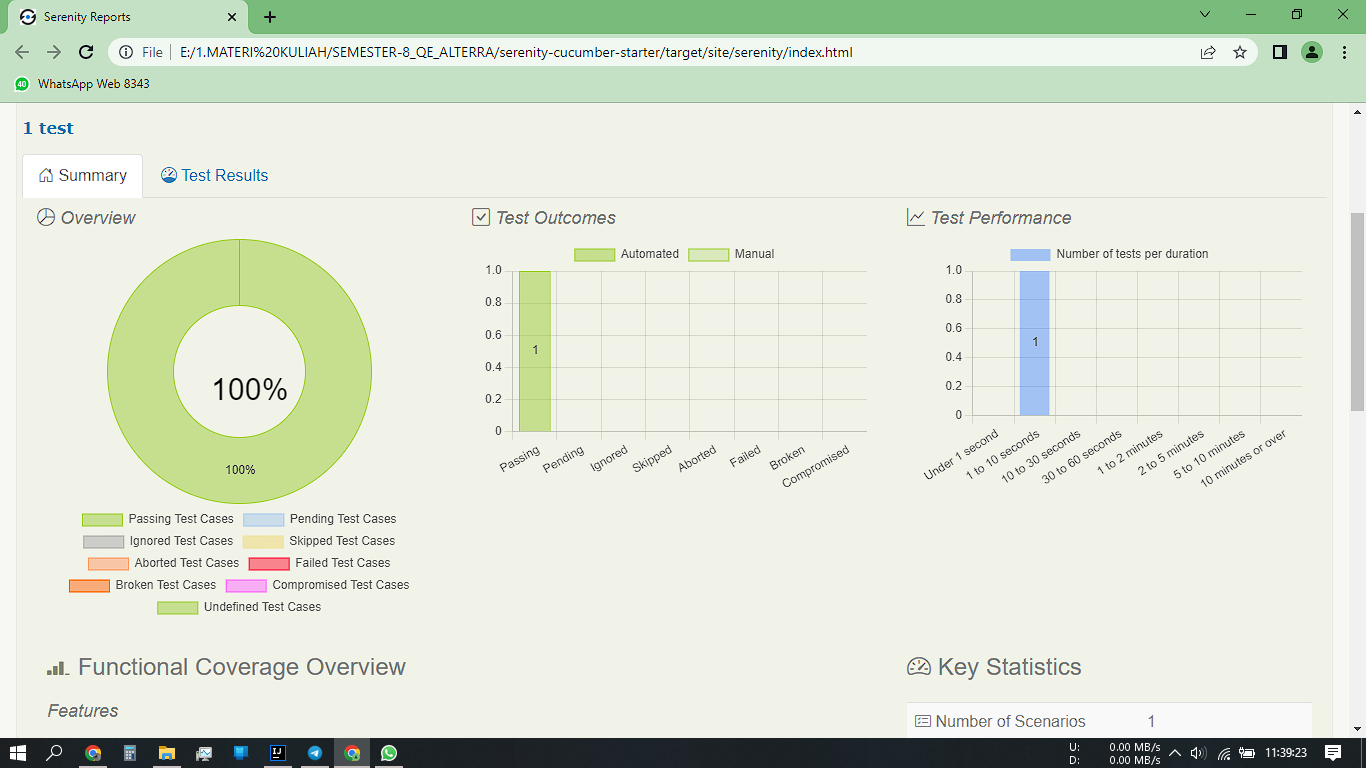 Serenity Reports
File
E:/1.MATERI%20KULIAH/SEMESTER-8_QE_ALTERRA/serenity-cucumber-starter/target/site/serenity/index.html
40 WhatsApp Web 8343
1 test
Summary
Test Results
Overview
100%
100%
Passing Test Cases
Pending Test Cases
Ignored Test Cases
Skipped Test Cases
Aborted Test Cases
Failed Test Cases
Broken Test Cases
Compromised Test Cases
Undefined Test Cases
Test Outcomes
Automated
Manual
1.0
0.8
0.6
0.4
0.2
0
1
Passing
Pending
Ignored
Skipped
Aborted
Failed
Broken
Compromised
Test Performance
Number of tests per duration
1.0
0.8
0.6
0.4
0.2
0
1
Under 1 second
1 to 10 seconds
10 to 30 seconds
30 to 60 seconds
1 to 2 minutes
2 to 5 minutes
5 to 10 minutes
10 minutes or over
Functional Coverage Overview
Features
Key Statistics
Number of Scenarios 1
IJ
U: 0.00 MB/s
D: 0.00 MB/s
11:39:23